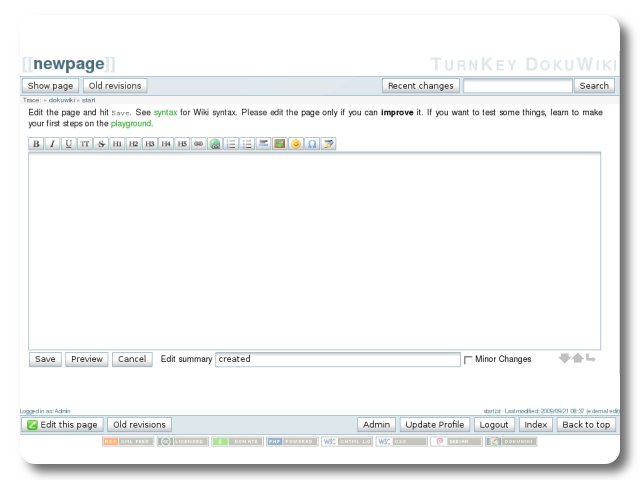 [[newpage]]
TURNKEY DOKUWIKI
Show page Old revisions Recent changes Search
Trace: » dokuwiki » start
Edit the page and hit Save. See syntax for Wiki syntax. Please edit the page only if you can improve it. If you want to test some things, learn to make
your first steps on the playground.
B I U TT S H1 H2 H3 H4 H5
Save Preview Cancel Edit summary created Minor Changes
Logged in as: Admin
start.txt Last modified: 2009/09/21 08:37 (external edit)
Edit this page Old revisions Admin Update Profile Logout Index Back to top
RSS XML FEED LICENSED $ DONATE PHP POWERED W3C XHTML 1.0 W3C CSS DEBIAN DOKUWIKI